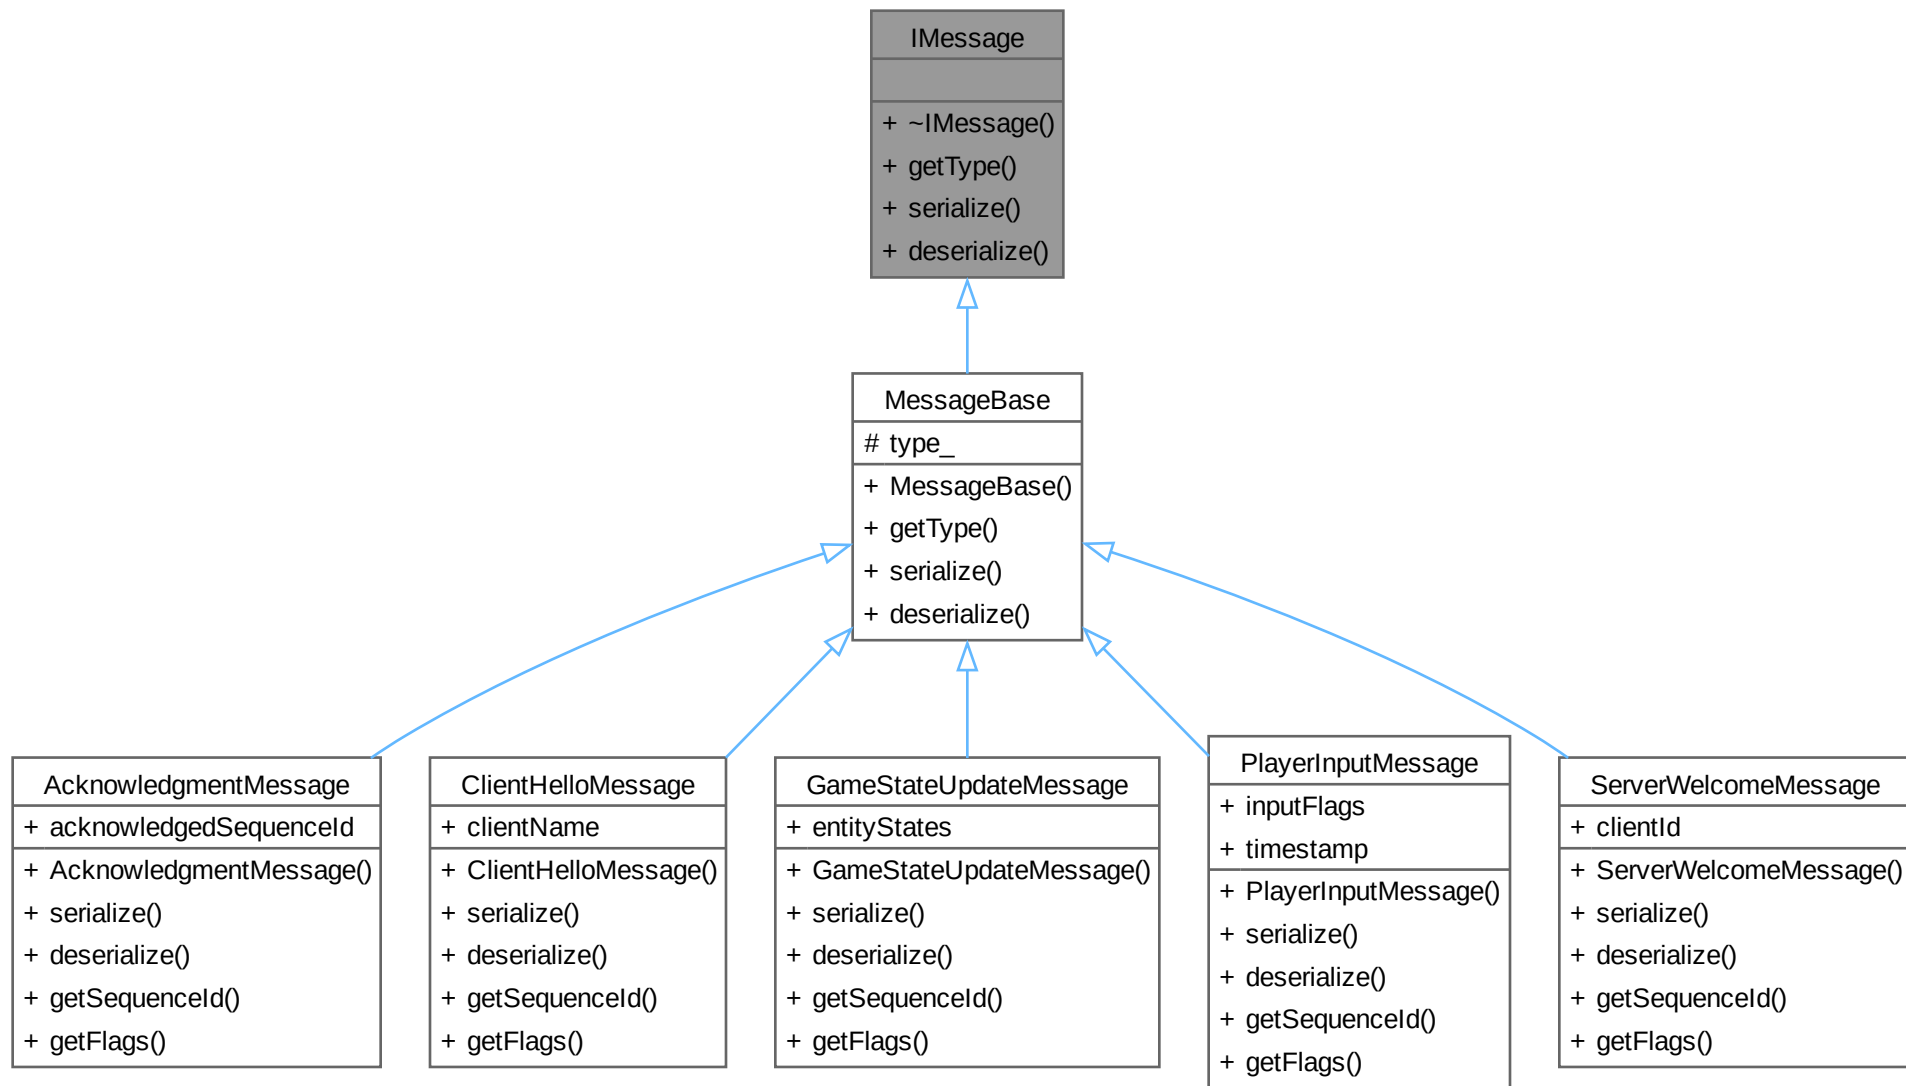 IMessage
+ ~IMessage()
+ getType()
+ serialize()
+ deserialize()
MessageBase
# type_
+ MessageBase()
+ getType()
+ serialize()
+ deserialize()
AcknowledgmentMessage
+ acknowledgedSequenceId
+ AcknowledgmentMessage()
+ serialize()
+ deserialize()
+ getSequenceId()
+ getFlags()
ClientHelloMessage
+ clientName
+ ClientHelloMessage()
+ serialize()
+ deserialize()
+ getSequenceId()
+ getFlags()
GameStateUpdateMessage
+ entityStates
+ GameStateUpdateMessage()
+ serialize()
+ deserialize()
+ getSequenceId()
+ getFlags()
PlayerInputMessage
+ inputFlags
+ timestamp
+ PlayerInputMessage()
+ serialize()
+ deserialize()
+ getSequenceId()
+ getFlags()
ServerWelcomeMessage
+ clientId
+ ServerWelcomeMessage()
+ serialize()
+ deserialize()
+ getSequenceId()
+ getFlags()